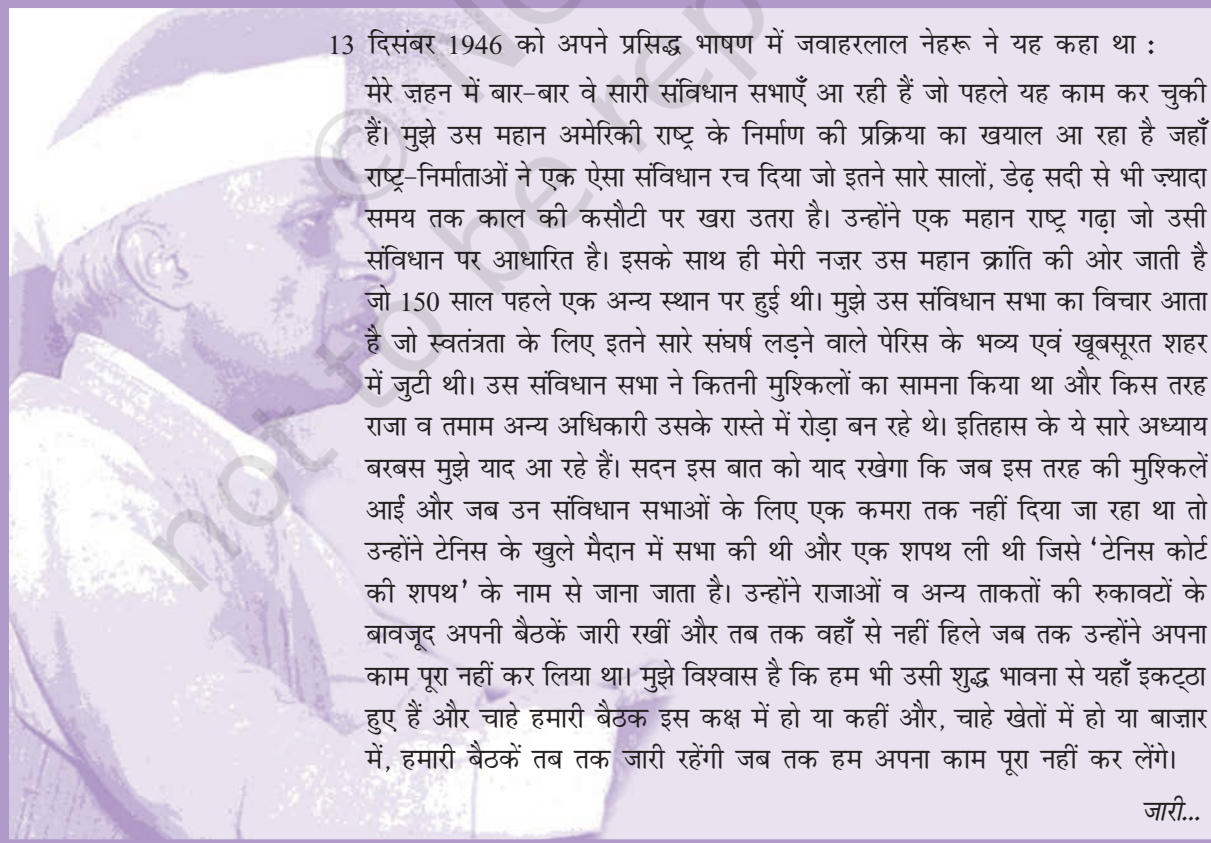 13 दिसंबर 1946 को अपने प्रसिद्ध भाषण में जवाहरलाल नेहरू ने यह कहा था :
मेरे ज़हन में बार-बार वे सारी संविधान सभाएँ आ रही हैं जो पहले यह काम कर चुकी
हैं। मुझे उस महान अमेरिकी राष्ट्र के निर्माण की प्रक्रिया का खयाल आ रहा है जहाँ
राष्ट्र-निर्माताओं ने एक ऐसा संविधान रच दिया जो इतने सारे सालों, डेढ़ सदी से भी ज़्यादा
समय तक काल की कसौटी पर खरा उतरा है। उन्होंने एक महान राष्ट्र गढ़ा जो उसी
संविधान पर आधारित है। इसके साथ ही मेरी नज़र उस महान क्रांति की ओर जाती है
जो 150 साल पहले एक अन्य स्थान पर हुई थी। मुझे उस संविधान सभा का विचार आता
है जो स्वतंत्रता के लिए इतने सारे संघर्ष लड़ने वाले पेरिस के भव्य एवं खूबसूरत शहर
में जुटी थी। उस संविधान सभा ने कितनी मुश्किलों का सामना किया था और किस तरह
राजा व तमाम अन्य अधिकारी उसके रास्ते में रोड़ा बन रहे थे। इतिहास के ये सारे अध्याय
बरबस मुझे याद आ रहे हैं। सदन इस बात को याद रखेगा कि जब इस तरह की मुश्किलें
आईं और जब उन संविधान सभाओं के लिए एक कमरा तक नहीं दिया जा रहा था तो
उन्होंने टेनिस के खुले मैदान में सभा की थी और एक शपथ ली थी जिसे ‘टेनिस कोर्ट
की शपथ’ के नाम से जाना जाता है। उन्होंने राजाओं व अन्य ताकतों की रुकावटों के
बावजूद अपनी बैठकें जारी रखीं और तब तक वहाँ से नहीं हिले जब तक उन्होंने अपना
काम पूरा नहीं कर लिया था। मुझे विश्वास है कि हम भी उसी शुद्ध भावना से यहाँ इकट्ठा
हुए हैं और चाहे हमारी बैठक इस कक्ष में हो या कहीं और, चाहे खेतों में हो या बाज़ार
में, हमारी बैठकें तब तक जारी रहेंगी जब तक हम अपना काम पूरा नहीं कर लेंगे।
जारी...
not to be rep